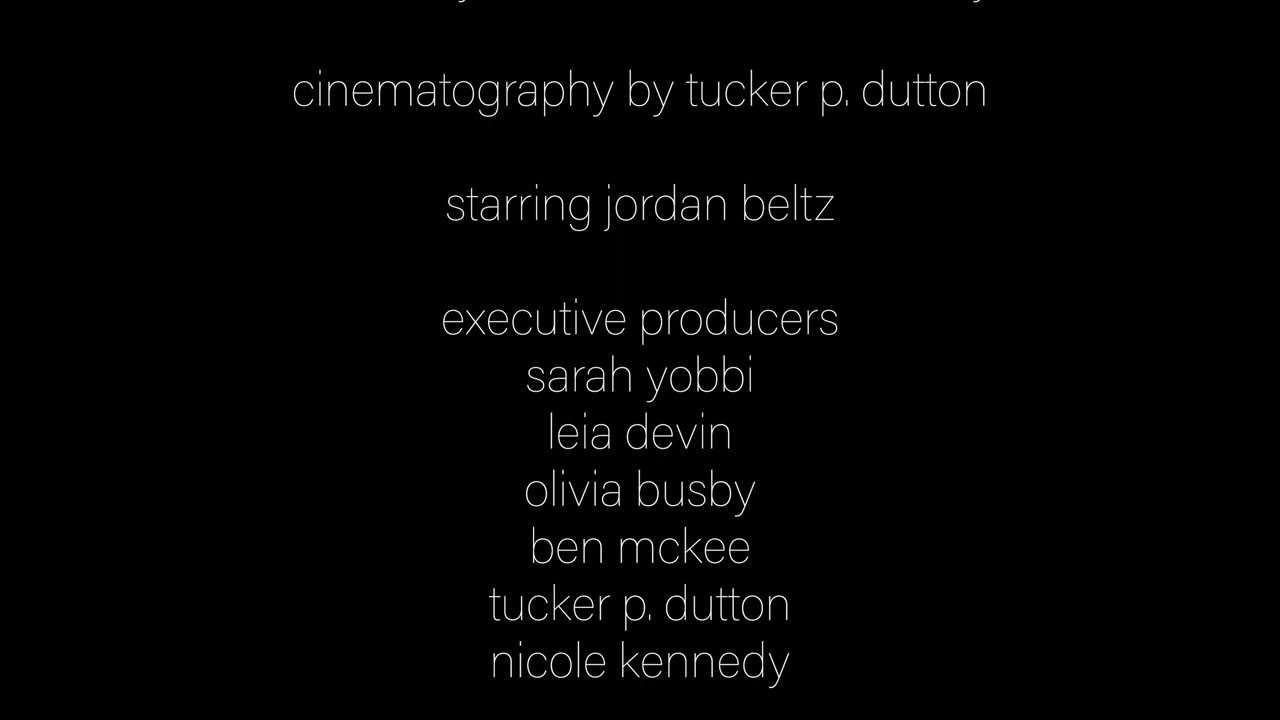 cinematography by tucker p. dutton
starring jordan beltz
executive producers
sarah yobbi
leia devin
olivia busby
ben mckee
tucker p. dutton
nicole kennedy